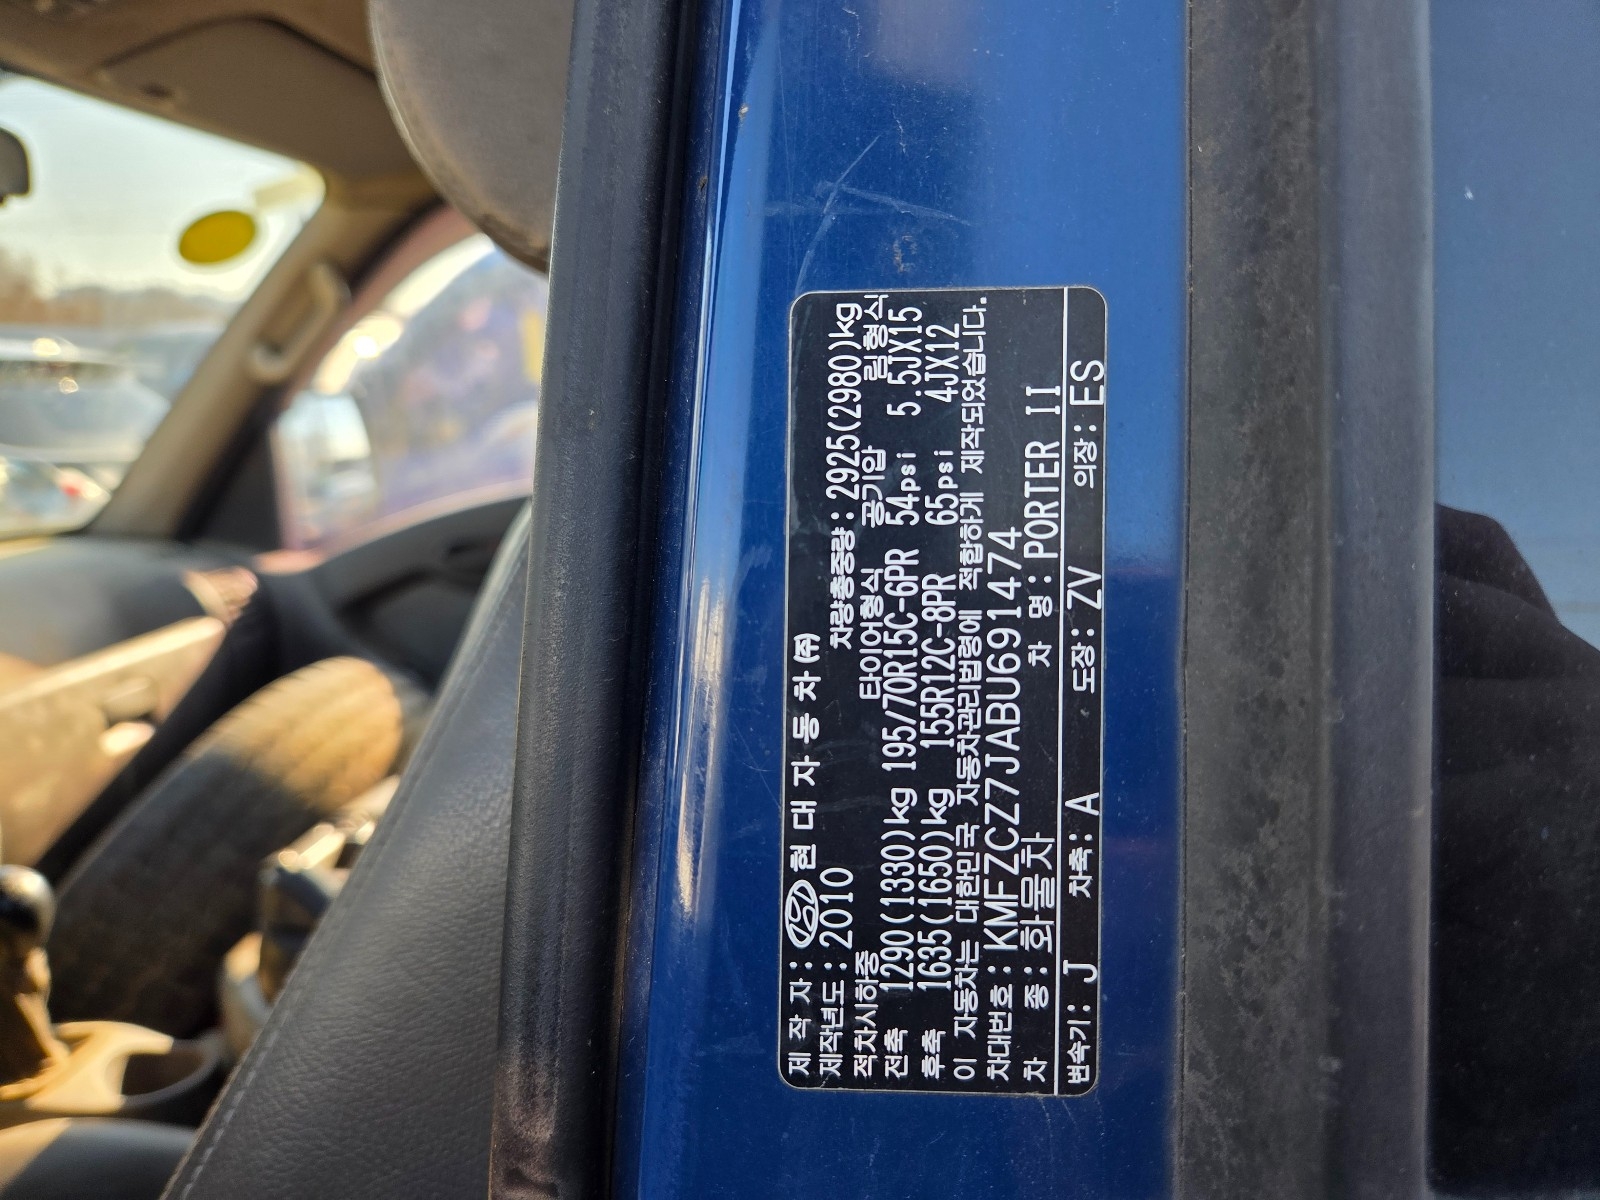 제 작 자 : 현 대 자 동 차 (주)
제작년도 : 2010 차량총중량 : 2925(2980)kg
적차시하중 타이어형식 공기압 림형식
전축 1290(1330)kg 195/70R15C-6PR 54psi 5.5JX15
후축 1635(1650)kg 155R12C-8PR 65psi 4JX12
이 자동차는 대한민국 자동차관리법령에 적합하게 제작되었습니다.
차대번호 : KMFZCZ7JABU691474
차 종 : 화물차 차 명 : PORTER II
변속기 : J 차축 : A 도장 : ZV 의장 : ES